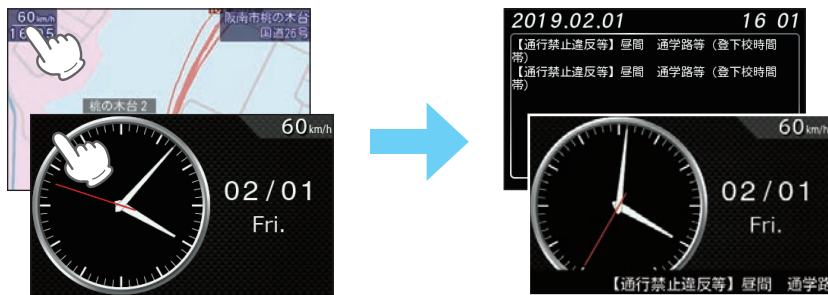 60km/h
阪南市桃の木台
国道26号
桃の木台2
60km/h
02/01
Fri.
2019.02.01 16 01
【通行禁止違反等】昼間 通学路等(登下校時間
帯)
【通行禁止違反等】昼間 通学路等(登下校時間
帯)
60km/h
02/01
Fri.
【通行禁止違反等】昼間 通学路